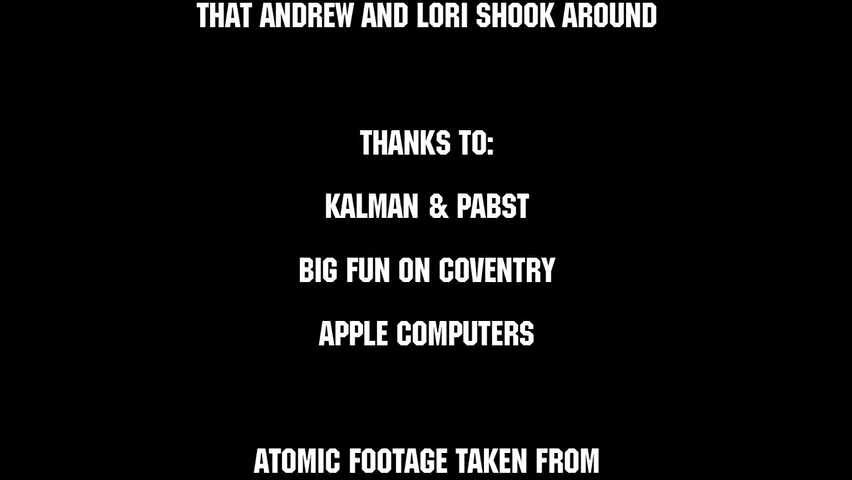 THAT ANDREW AND LORI SHOOK AROUND
THANKS TO:
KALMAN & PABST
BIG FUN ON COVENTRY
APPLE COMPUTERS
ATOMIC FOOTAGE TAKEN FROM